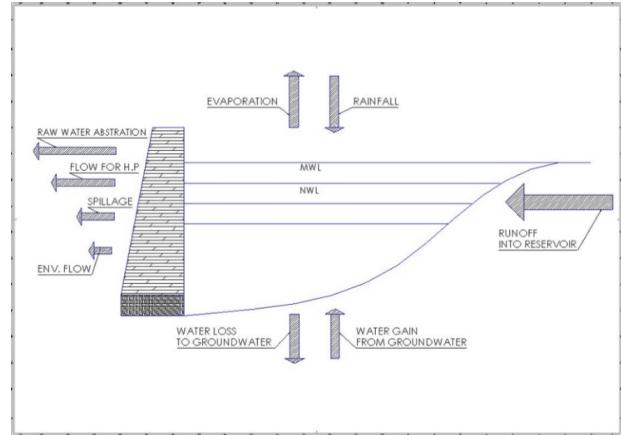 EVAPORATION
RAINFALL
RAW WATER ABSTRATION
FLOW FOR H.P
SPILLAGE
ENV. FLOW
MWL
NWL
RUNOFF
INTO RESERVOIR
WATER LOSS
TO GROUNDWATER
WATER GAIN
FROM GROUNDWATER